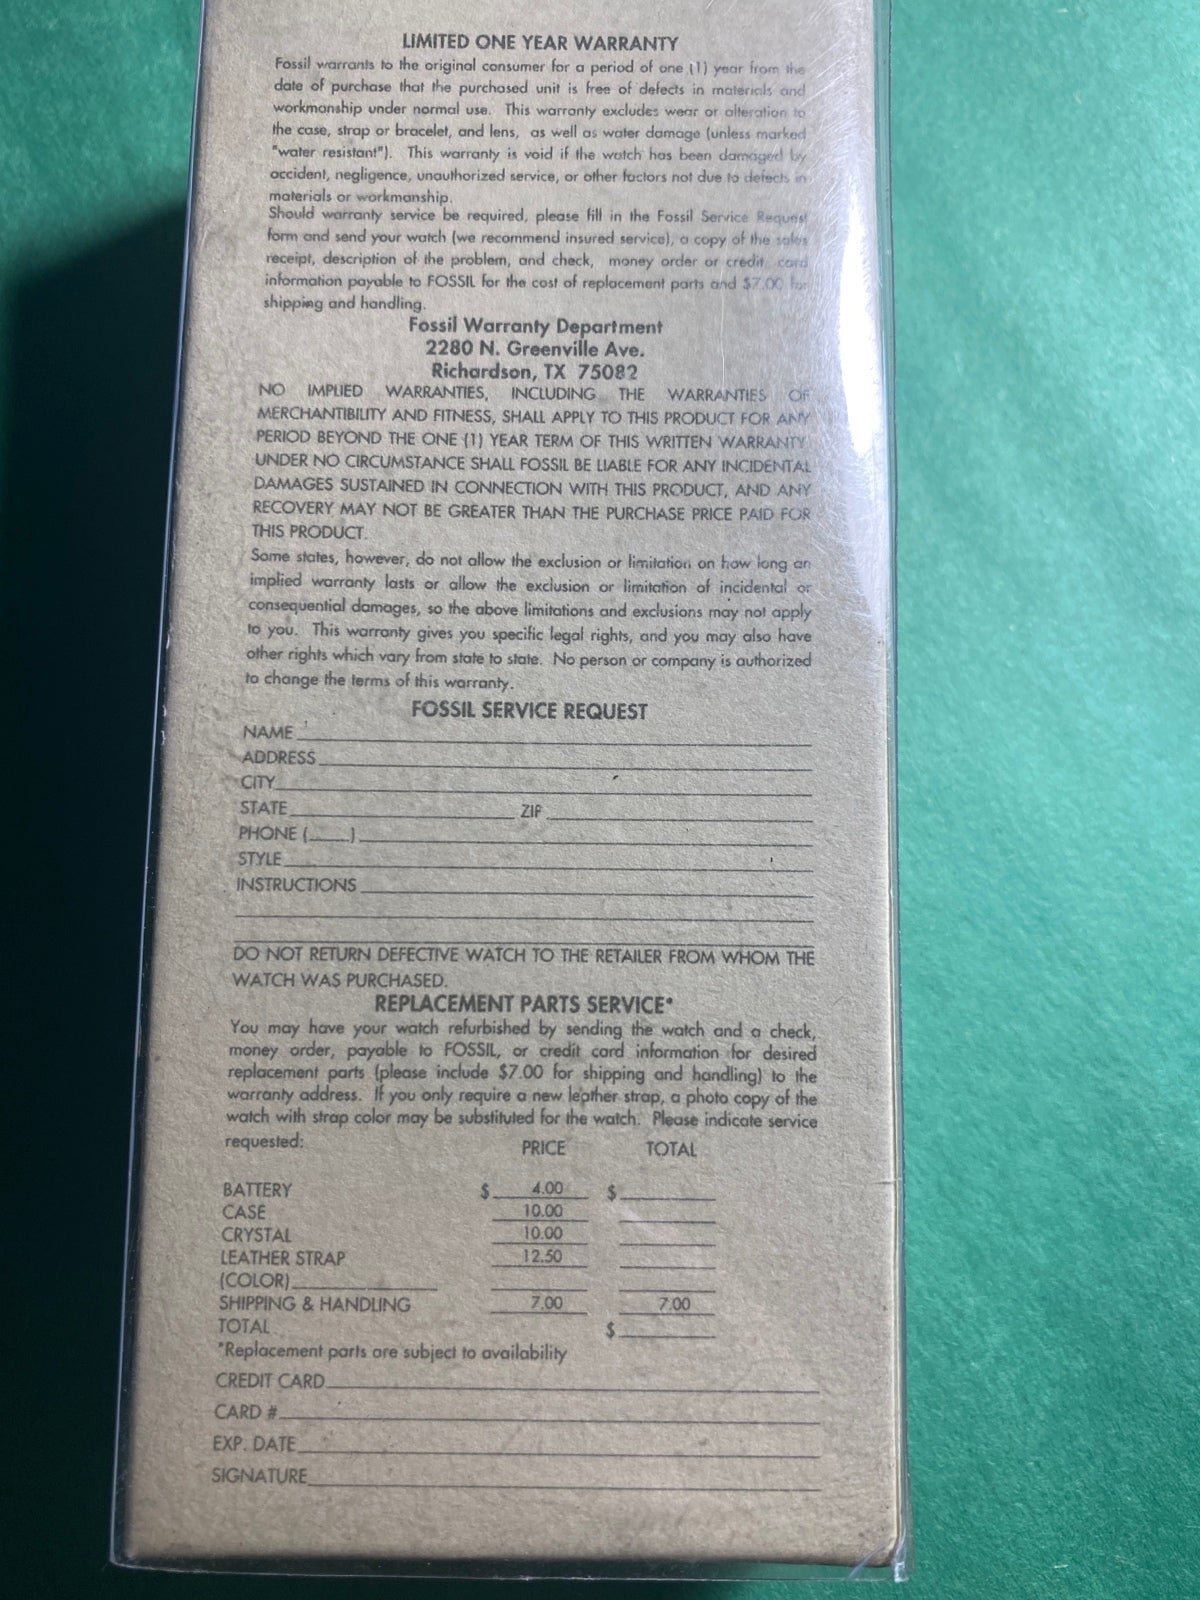 LIMITED ONE YEAR WARRANTY
Fossil warrants to the original consumer for a period of one (1) year from the
date of purchase that the purchased unit is free of defects in materials and
workmanship under normal use. This warranty excludes wear or alteration to
the case, strap or bracelet, and lens, as well as water damage (unless marked
"water resistant"). This warranty is void if the watch has been damaged by
accident, negligence, unauthorized service, or other factors not due to defects in
materials or workmanship.
Should warranty service be required, please fill in the Fossil Service Request
form and send your watch (we recommend insured service), a copy of the sales
receipt, description of the problem, and check, money order or credit card
information payable to FOSSIL for the cost of replacement parts and $7.00 for
shipping and handling.
Fossil Warranty Department
2280 N. Greenville Ave.
Richardson, TX 75082
NO IMPLIED WARRANTIES, INCLUDING THE WARRANTIES OF
MERCHANTIBILITY AND FITNESS, SHALL APPLY TO THIS PRODUCT FOR ANY
PERIOD BEYOND THE ONE (1) YEAR TERM OF THIS WRITTEN WARRANTY.
UNDER NO CIRCUMSTANCE SHALL FOSSIL BE LIABLE FOR ANY INCIDENTAL
DAMAGES SUSTAINED IN CONNECTION WITH THIS PRODUCT, AND ANY
RECOVERY MAY NOT BE GREATER THAN THE PURCHASE PRICE PAID FOR
THIS PRODUCT.
Some states, however, do not allow the exclusion or limitation on how long an
implied warranty lasts or allow the exclusion or limitation of incidental or
consequential damages, so the above limitations and exclusions may not apply
to you. This warranty gives you specific legal rights, and you may also have
other rights which vary from state to state. No person or company is authorized
to change the terms of this warranty.
FOSSIL SERVICE REQUEST
NAME
ADDRESS
CITY
STATE ZIP
PHONE (____)
STYLE
INSTRUCTIONS
DO NOT RETURN DEFECTIVE WATCH TO THE RETAILER FROM WHOM THE
WATCH WAS PURCHASED.
REPLACEMENT PARTS SERVICE*
You may have your watch refurbished by sending the watch and a check,
money order, payable to FOSSIL, or credit card information for desired
replacement parts (please include $7.00 for shipping and handling) to the
warranty address. If you only require a new leather strap, a photo copy of the
watch with strap color may be substituted for the watch. Please indicate service
requested: PRICE TOTAL
BATTERY $ 4.00 $
CASE 10.00
CRYSTAL 10.00
LEATHER STRAP 12.50
(COLOR)
SHIPPING & HANDLING 7.00 7.00
TOTAL $
*Replacement parts are subject to availability
CREDIT CARD
CARD #
EXP. DATE
SIGNATURE